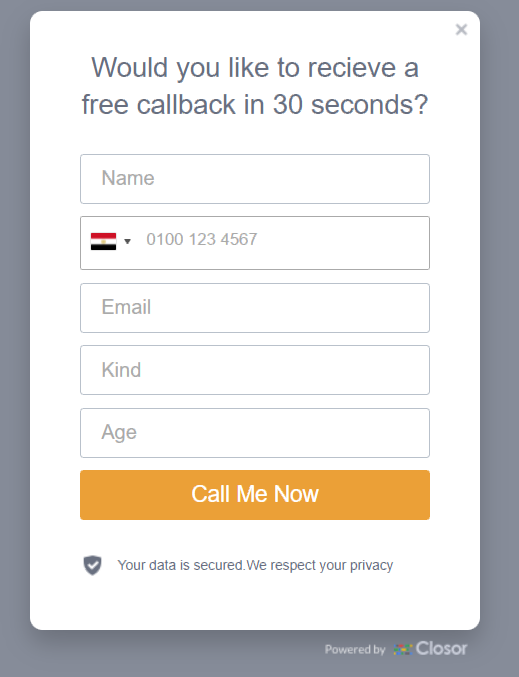 Would you like to recieve a
free callback in 30 seconds?
Name
0100 123 4567
Email
Kind
Age
Call Me Now
Your data is secured.We respect your privacy
Powered by Closor